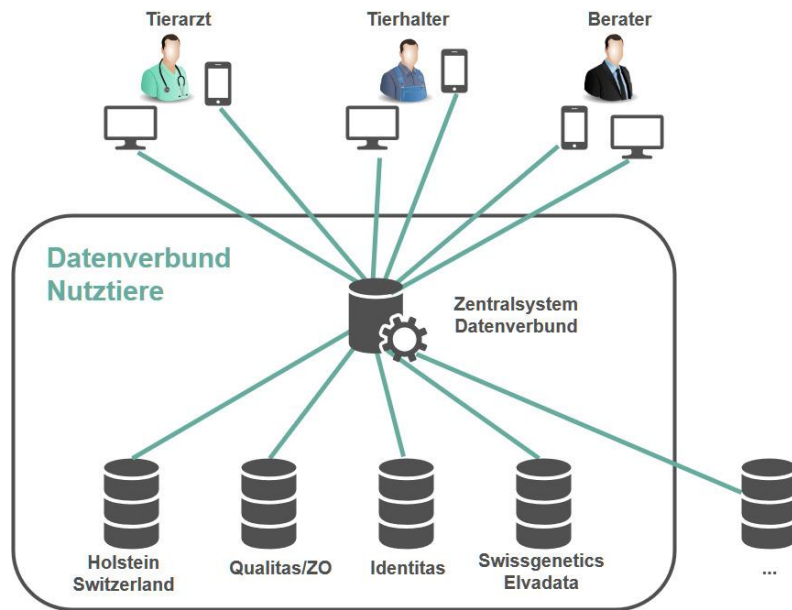 Tierarzt
Tierhalter
Berater
Datenverbund
Nutztiere
Zentralsystem
Datenverbund
Holstein
Switzerland
Qualitas/ZO
Identitas
Swissgenetics
Elvadata
...